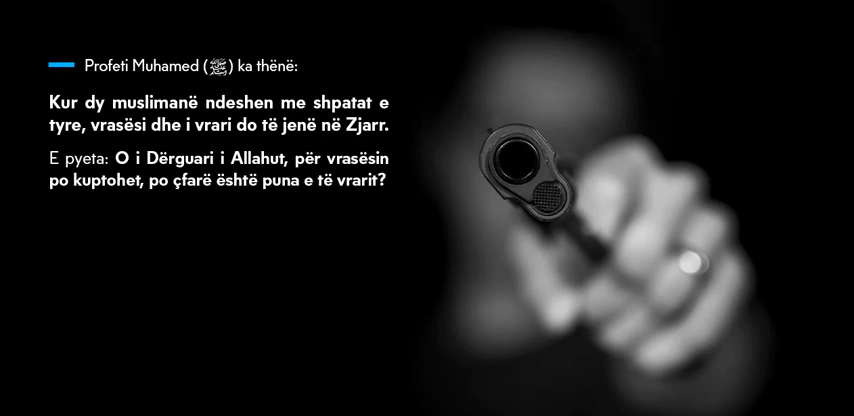 Profeti Muhamed (ﷺ) ka thënë:
Kur dy muslimanë ndeshen me shpatat e
tyre, vrasësi dhe i vrari do të jenë në Zjarr.
E pyeta: O i Dërguari i Allahut, për vrasësin
po kuptohet, po çfarë është puna e të vrarit?